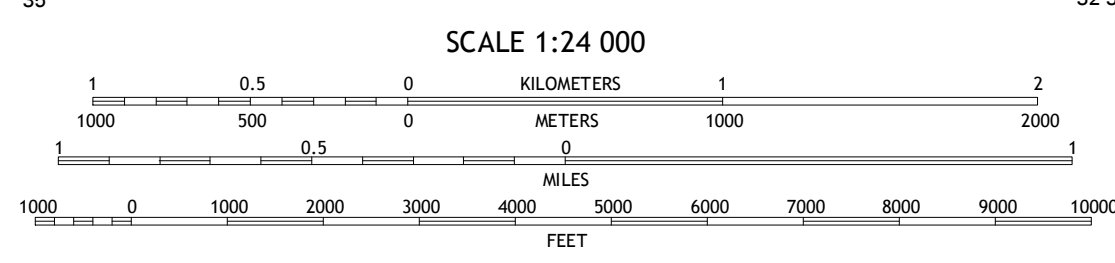 35 32 3
SCALE 1:24 000
1 0.5 0 KILOMETERS 1 2
1000 500 0 METERS 1000 2000
1 0.5 0 1
MILES
1000 0 1000 2000 3000 4000 5000 6000 7000 8000 9000 10000
FEET